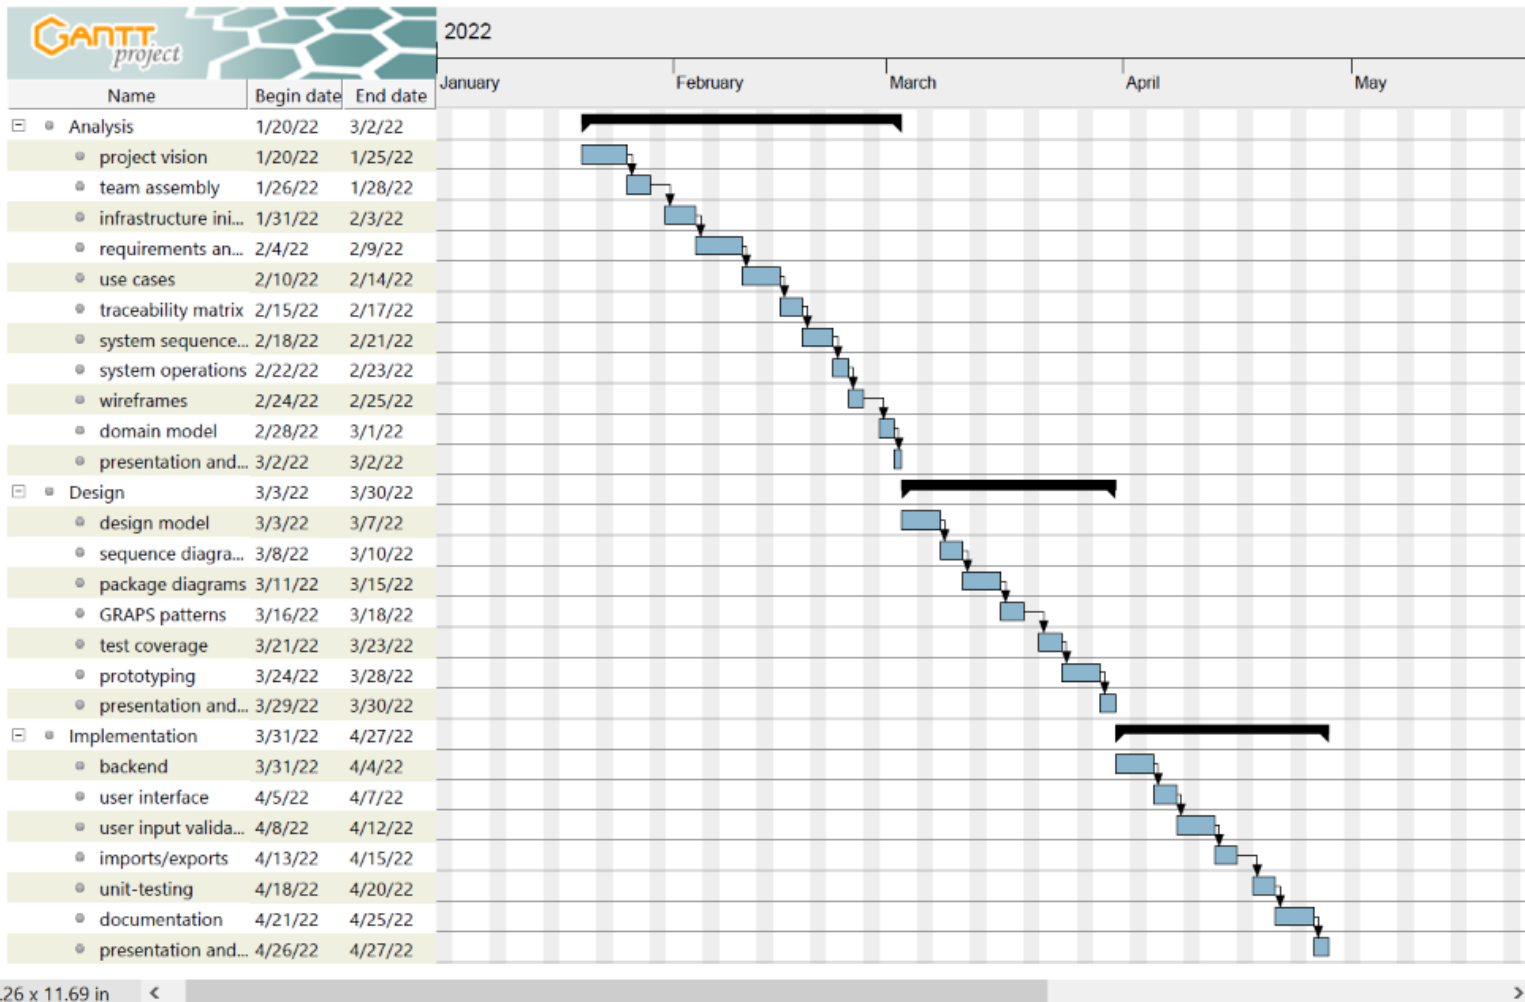 GANTT
project
2022
January February March April May
Name Begin date End date
Analysis 1/20/22 3/2/22
project vision 1/20/22 1/25/22
team assembly 1/26/22 1/28/22
infrastructure ini... 1/31/22 2/3/22
requirements an... 2/4/22 2/9/22
use cases 2/10/22 2/14/22
traceability matrix 2/15/22 2/17/22
system sequence... 2/18/22 2/21/22
system operations 2/22/22 2/23/22
wireframes 2/24/22 2/25/22
domain model 2/28/22 3/1/22
presentation and... 3/2/22 3/2/22
Design 3/3/22 3/30/22
design model 3/3/22 3/7/22
sequence diagra... 3/8/22 3/10/22
package diagrams 3/11/22 3/15/22
GRAPS patterns 3/16/22 3/18/22
test coverage 3/21/22 3/23/22
prototyping 3/24/22 3/28/22
presentation and... 3/29/22 3/30/22
Implementation 3/31/22 4/27/22
backend 3/31/22 4/4/22
user interface 4/5/22 4/7/22
user input valida... 4/8/22 4/12/22
imports/exports 4/13/22 4/15/22
unit-testing 4/18/22 4/20/22
documentation 4/21/22 4/25/22
presentation and... 4/26/22 4/27/22
.26 x 11.69 in